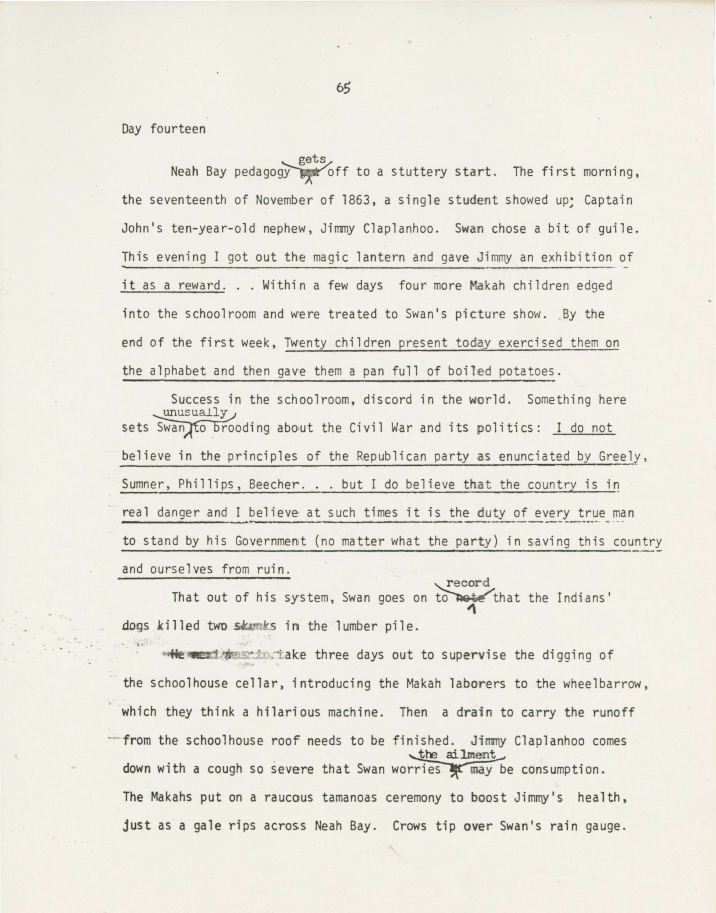 65
Day fourteen
gets
Neah Bay pedagogy off to a stuttery start. The first morning,
the seventeenth of November of 1863, a single student showed up; Captain
John's ten-year-old nephew, Jimmy Claplanhoo. Swan chose a bit of guile.
This evening I got out the magic lantern and gave Jimmy an exhibition of
it as a reward. . . Within a few days four more Makah children edged
into the schoolroom and were treated to Swan's picture show. By the
end of the first week, Twenty children present today exercised them on
the alphabet and then gave them a pan full of boiled potatoes.
Success in the schoolroom, discord in the world. Something here
unusually
sets Swan to brooding about the Civil War and its politics: I do not
believe in the principles of the Republican party as enunciated by Greely,
Sumner, Phillips, Beecher. . . but I do believe that the country is in
real danger and I believe at such times it is the duty of every true man
to stand by his Government (no matter what the party) in saving this country
and ourselves from ruin.
record
That out of his system, Swan goes on to note that the Indians'
dogs killed two skunks in the lumber pile.
take three days out to supervise the digging of
the schoolhouse cellar, introducing the Makah laborers to the wheelbarrow,
which they think a hilarious machine. Then a drain to carry the runoff
from the schoolhouse roof needs to be finished. Jimmy Claplanhoo comes
the ailment
down with a cough so severe that Swan worries may be consumption.
The Makahs put on a raucous tamanoas ceremony to boost Jimmy's health,
just as a gale rips across Neah Bay. Crows tip over Swan's rain gauge.